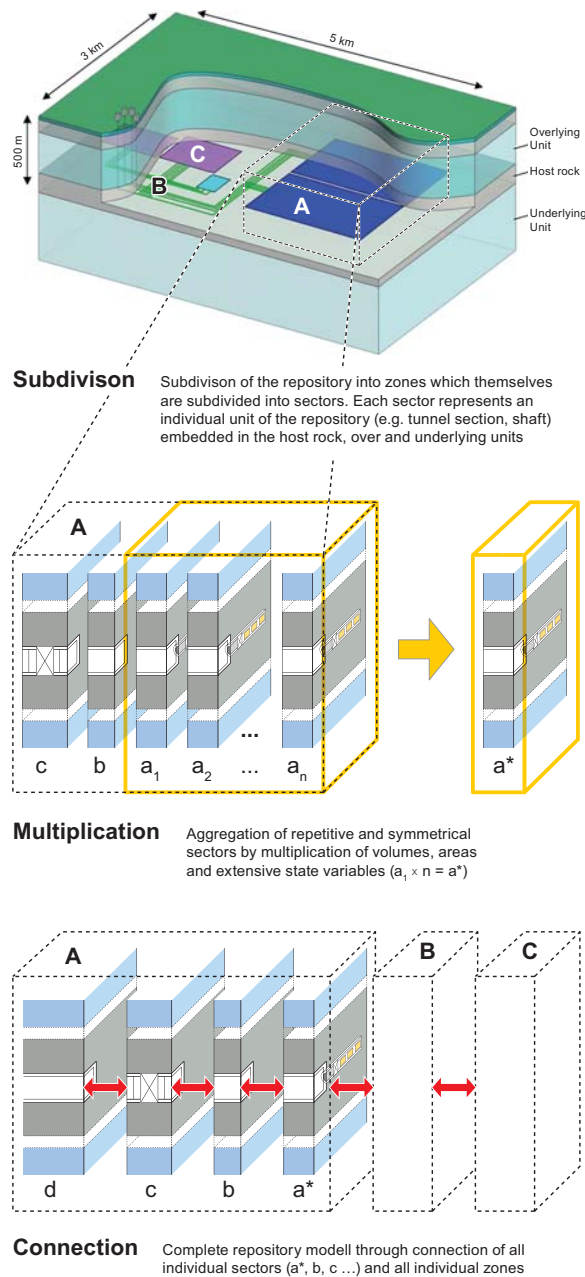 3 km
5 km
500 m
Overlying
Unit
Host rock
Underlying
Unit
C
B
A
Subdivison
Subdivison of the repository into zones which themselves
are subdivided into sectors. Each sector represents an
individual unit of the repository (e.g. tunnel section, shaft)
embedded in the host rock, over and underlying units
A
...
c b a₁ a₂ ... aₙ a*
Multiplication
Aggregation of repetitive and symmetrical
sectors by multiplication of volumes, areas
and extensive state variables (a₁ x n = a*)
A B C
d c b a*
Connection
Complete repository modell through connection of all
individual sectors (a*, b, c ...) and all individual zones